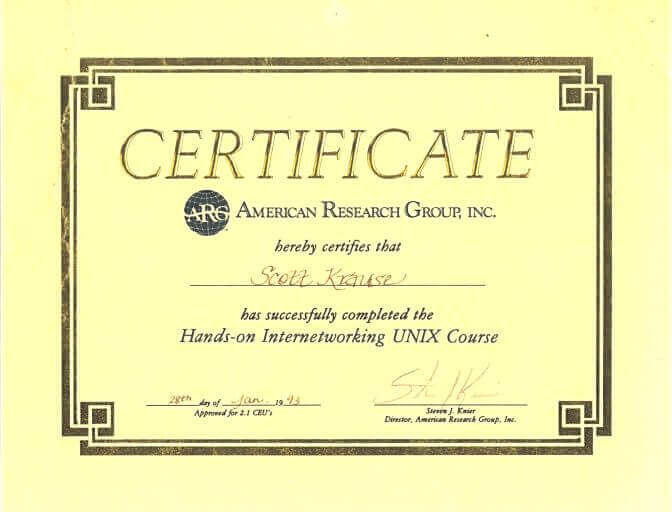 CERTIFICATE
ARG AMERICAN RESEARCH GROUP, INC.
hereby certifies that
Scott Krause
has successfully completed the
Hands-on Internetworking UNIX Course
28th day of Jan. 1993
Approved for 2.1 CEU's
Steven J. Knier
Director, American Research Group, Inc.